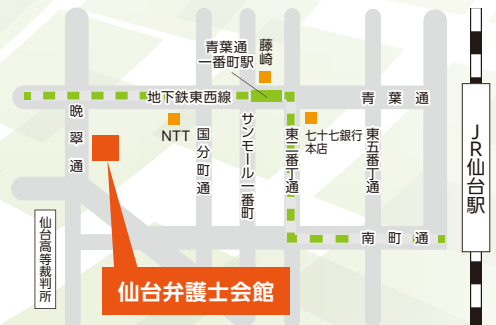 青葉通
一番町駅
藤崎
地下鉄東西線
青葉通
晩翠通
NTT
国分町通
サンモール一番町
東二番丁通
七十七銀行
本店
東五番丁通
JR仙台駅
仙台高等裁判所
南町通
仙台弁護士会館